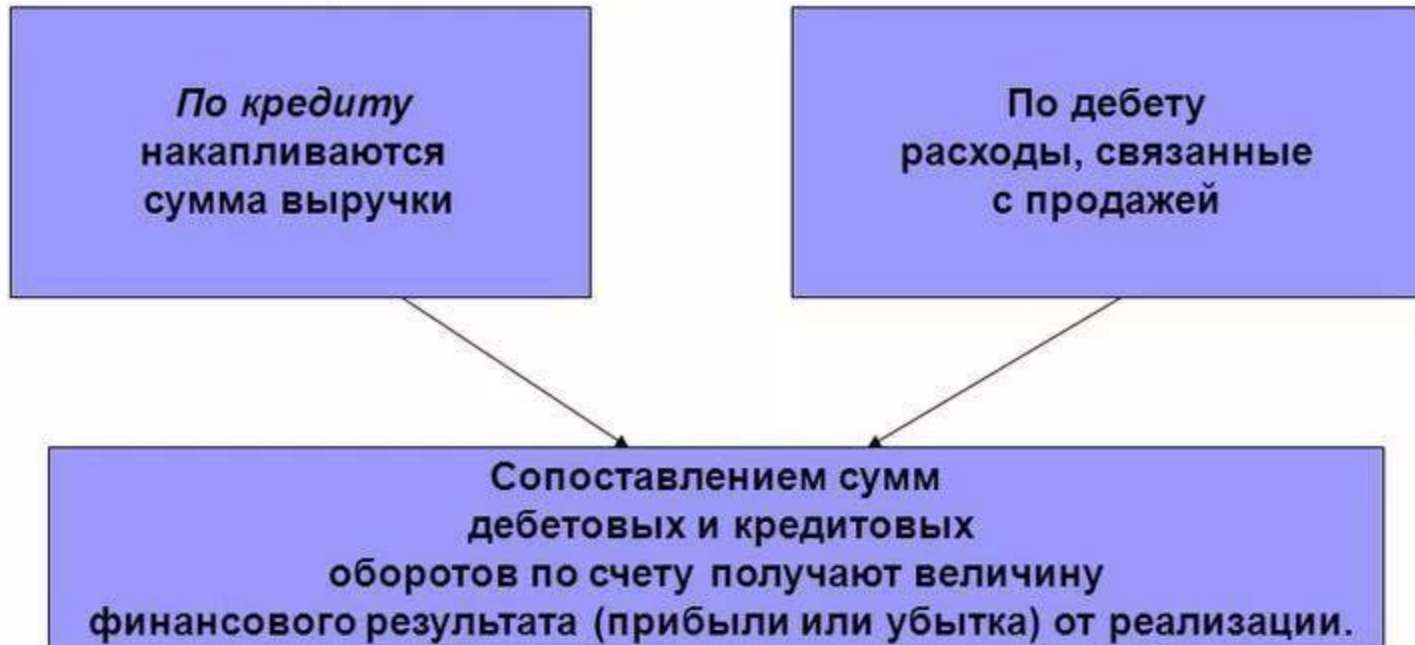 По кредиту
накапливаются
сумма выручки
По дебету
расходы, связанные
с продажей
Сопоставлением сумм
дебетовых и кредитовых
оборотов по счету получают величину
финансового результата (прибыли или убытка) от реализации.